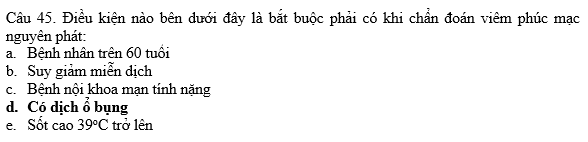 Câu 45. Điều kiện nào bên dưới đây là bắt buộc phải có khi chẩn đoán viêm phúc mạc
nguyên phát:
a. Bệnh nhân trên 60 tuổi
b. Suy giảm miễn dịch
c. Bệnh nội khoa mạn tính nặng
d. Có dịch ổ bụng
e. Sốt cao 39°C trở lên